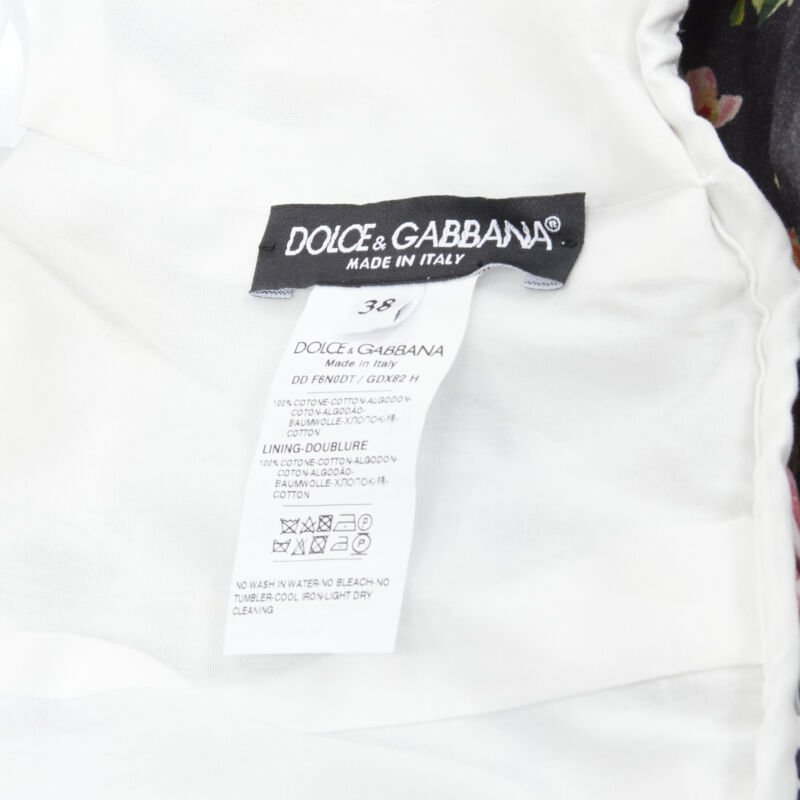 DOLCE & GABBANA®
MADE IN ITALY
38
DOLCE & GABBANA
Made in Italy
DD F6N0DT / GDX82 H
100% COTONE-COTTON-ALGODON-
COTON-ALGODÃO-
BAUMWOLLE-ХЛОПОК-棉-
COTTON
LINING-DOUBLURE
100% COTONE-COTTON-ALGODON-
COTON-ALGODÃO-
BAUMWOLLE-ХЛОПОК-棉-
COTTON
P
P
NO WASH IN WATER-NO BLEACH-NO
TUMBLER-COOL IRON-LIGHT DRY
CLEANING